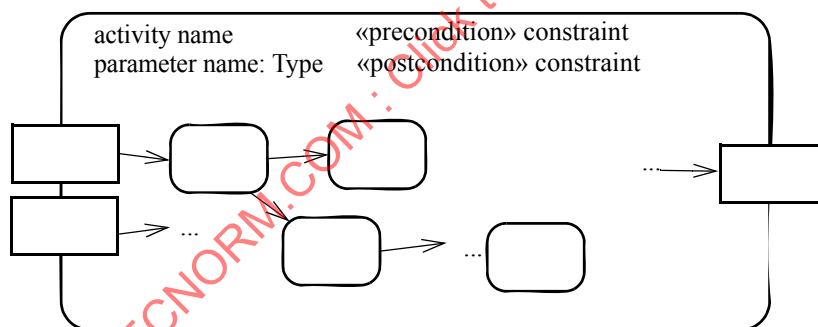 activity name «precondition» constraint
parameter name: Type «postcondition» constraint
...
...
...
ECNORM.COM : Click t